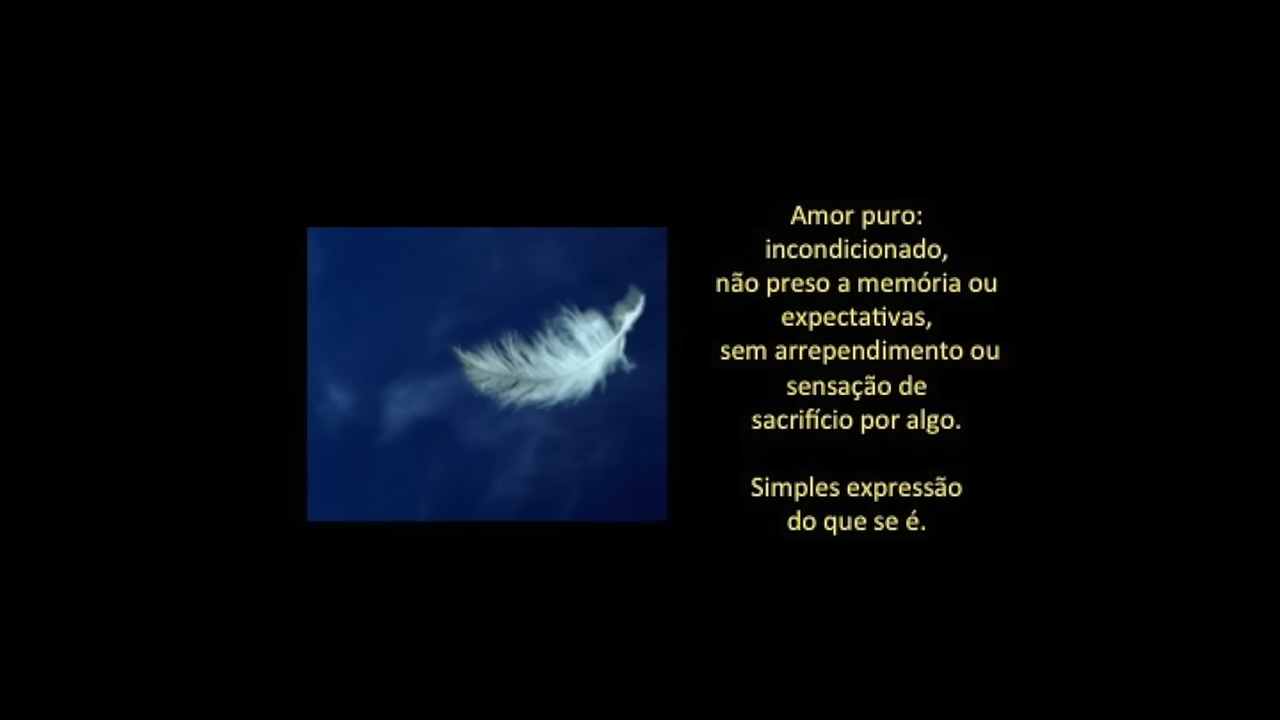 Amor puro:
incondicionado,
não preso a memória ou
expectativas,
sem arrependimento ou
sensação de
sacrifício por algo.
Simples expressão
do que se é.